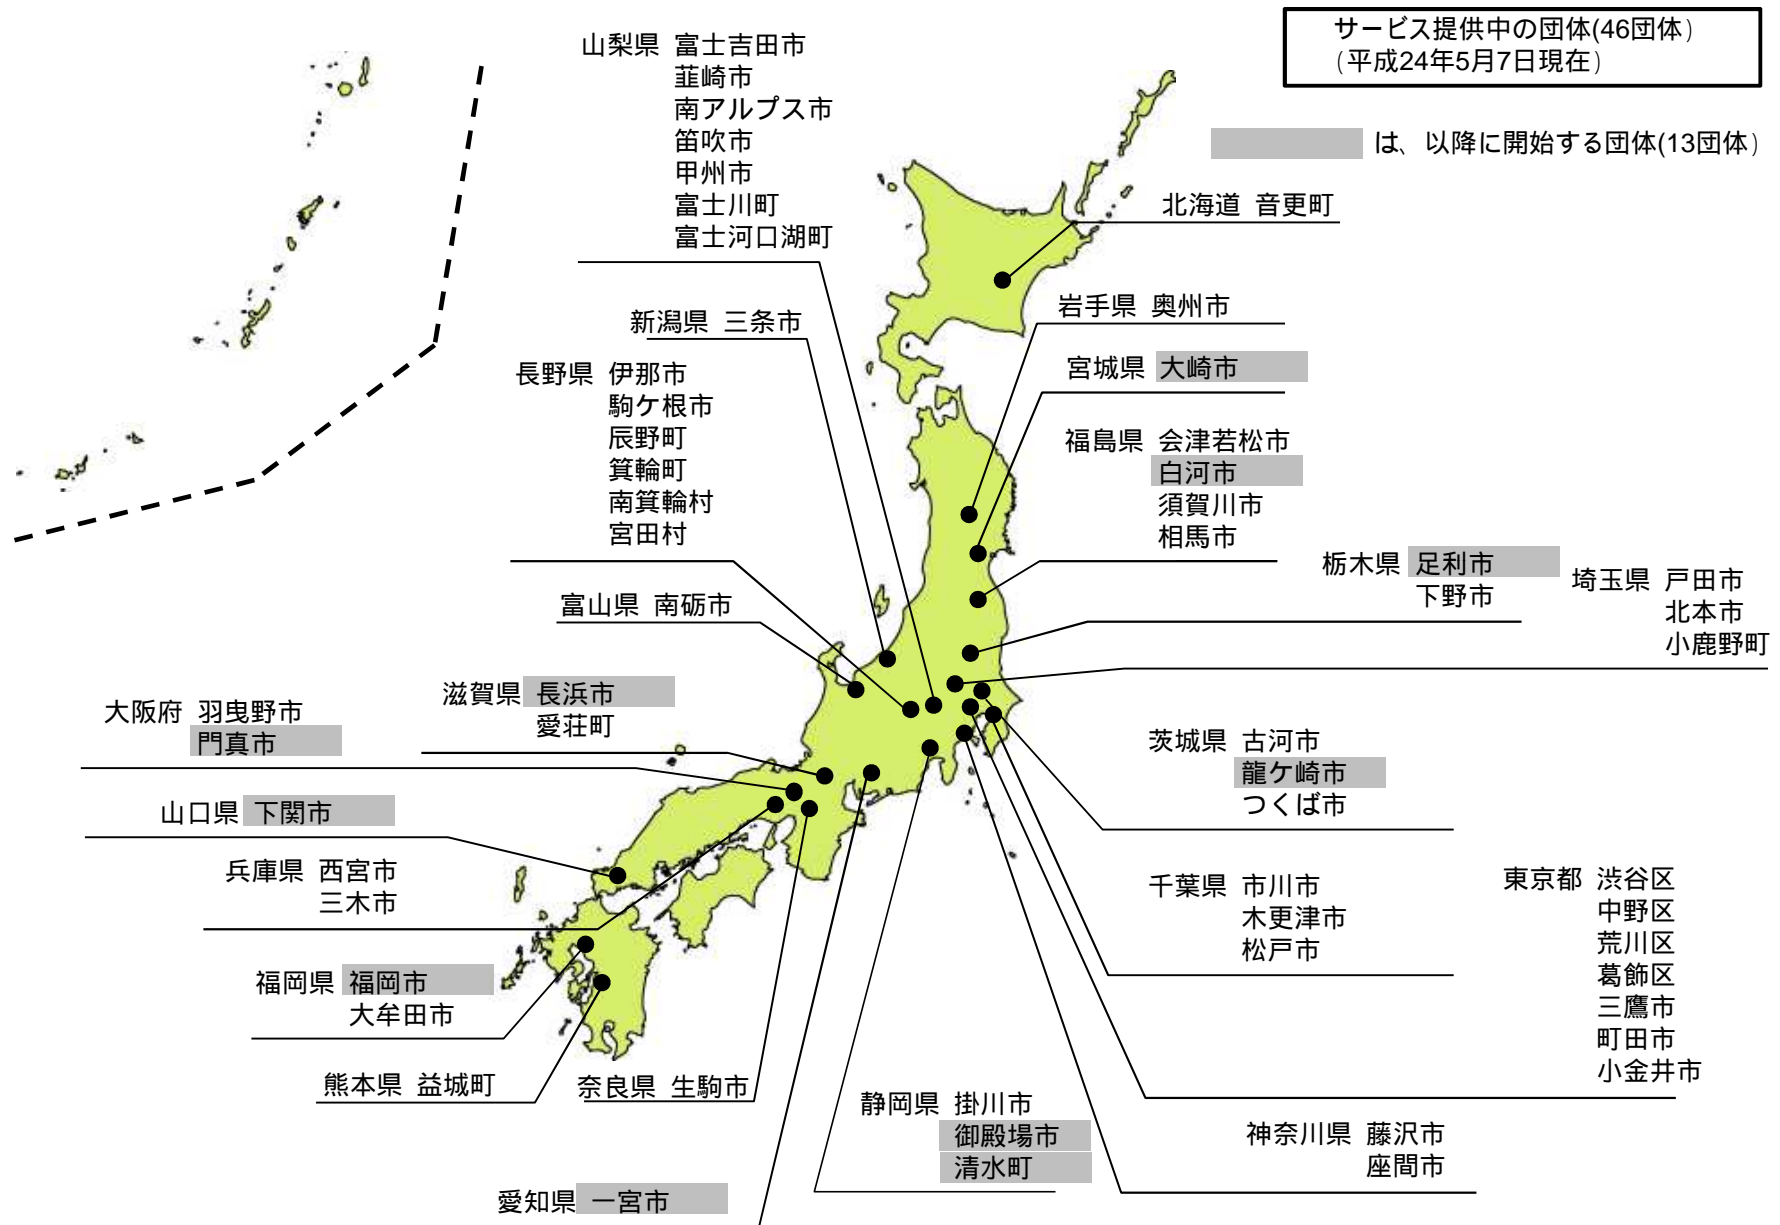 サービス提供中の団体(46団体)
(平成24年5月7日現在)
は、以降に開始する団体(13団体)
山梨県 富士吉田市
韮崎市
南アルプス市
笛吹市
甲州市
富士川町
富士河口湖町
北海道 音更町
岩手県 奥州市
新潟県 三条市
宮城県 大崎市
長野県 伊那市
駒ケ根市
辰野町
箕輪町
南箕輪村
宮田村
福島県 会津若松市
白河市
須賀川市
相馬市
栃木県 足利市
下野市
埼玉県 戸田市
北本市
小鹿野町
富山県 南砺市
滋賀県 長浜市
愛荘町
大阪府 羽曳野市
門真市
茨城県 古河市
龍ケ崎市
つくば市
山口県 下関市
兵庫県 西宮市
三木市
千葉県 市川市
木更津市
松戸市
東京都 渋谷区
中野区
荒川区
葛飾区
三鷹市
町田市
小金井市
福岡県 福岡市
大牟田市
熊本県 益城町
奈良県 生駒市
静岡県 掛川市
御殿場市
清水町
神奈川県 藤沢市
座間市
愛知県 一宮市